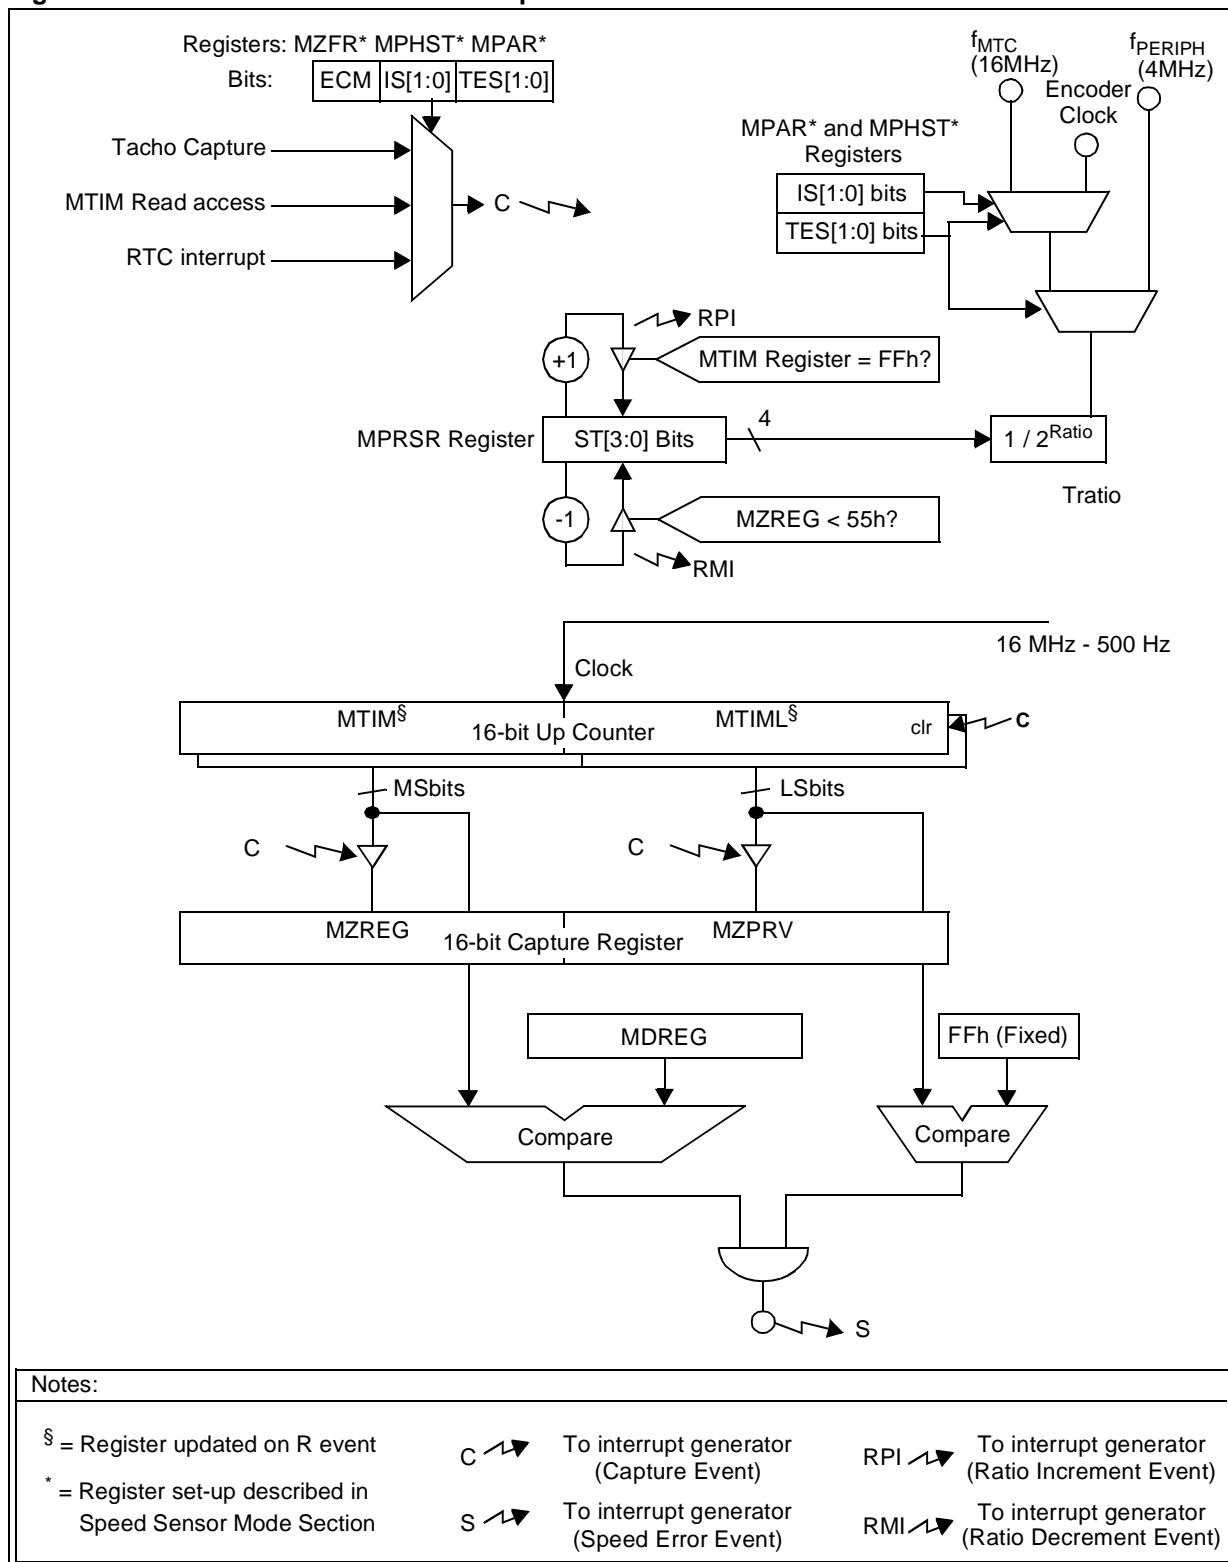 Registers: MZFR* MPHST* MPAR*
Bits:
ECM
IS[1:0]
TES[1:0]
Tacho Capture
MTIM Read access
RTC interrupt
C
fMTC
(16MHz)
fPERIPH
(4MHz)
Encoder
Clock
MPAR* and MPHST*
Registers
IS[1:0] bits
TES[1:0] bits
RPI
+1
MTIM Register = FFh?
MPRSR Register
ST[3:0] Bits
4
1 / 2^Ratio
Tratio
-1
MZREG < 55h?
RMI
16 MHz - 500 Hz
Clock
MTIM§
MTIML§
16-bit Up Counter
clr
C
MSbits
LSbits
C
C
MZREG
MZPRV
16-bit Capture Register
MDREG
FFh (Fixed)
Compare
Compare
S
Notes:
§ = Register updated on R event
* = Register set-up described in
Speed Sensor Mode Section
C
To interrupt generator
(Capture Event)
S
To interrupt generator
(Speed Error Event)
RPI
To interrupt generator
(Ratio Increment Event)
RMI
To interrupt generator
(Ratio Decrement Event)